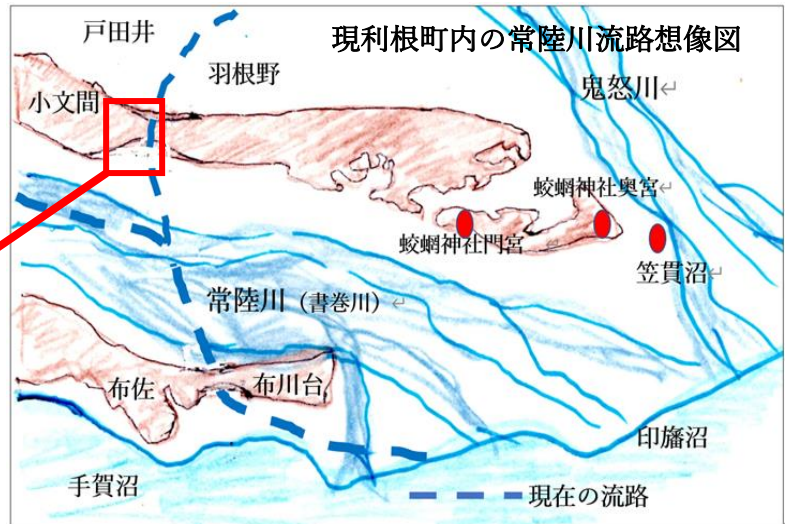 現利根町内の常陸川流路想像図
戸田井
羽根野
鬼怒川↵
小文間
蛟蝄神社奥宮↵
蛟蝄神社門宮↵
笠貫沼↵
常陸川（書巻川）↵
布佐
布川台
印旛沼
手賀沼
現在の流路